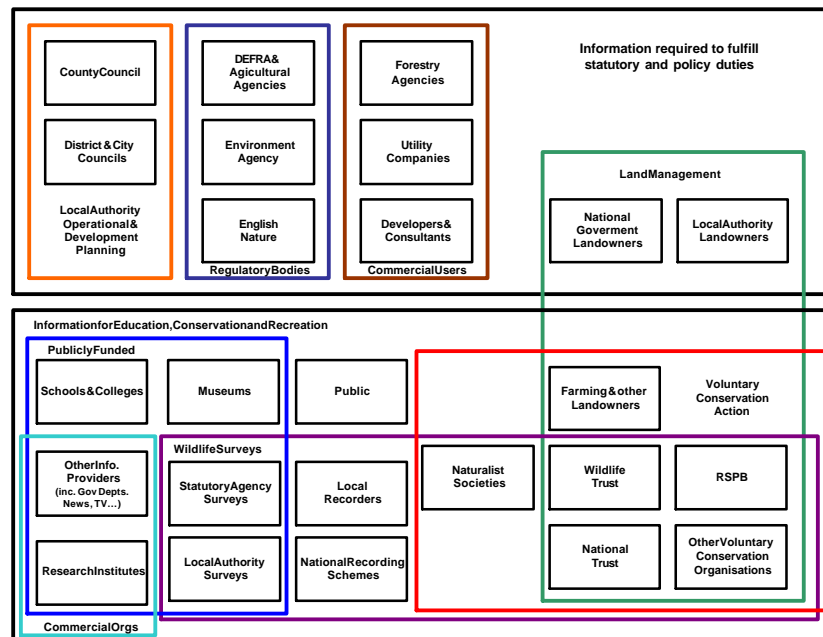 CountyCouncil
District & City
Councils
LocalAuthority
Operational&
Development
Planning
DEFRA&
Agicultural
Agencies
Environment
Agency
English
Nature
RegulatoryBodies
Forestry
Agencies
Utility
Companies
Developers&
Consultants
CommercialUsers
Information required to fulfill
statutory and policy duties
LandManagement
National
Goverment
Landowners
LocalAuthority
Landowners
InformationforEducation,ConservationandRecreation
PubliclyFunded
Schools&Colleges
Museums
Public
Farming&other
Landowners
Voluntary
Conservation
Action
WildlifeSurveys
OtherInfo.
Providers
(inc. Gov Depts.
News, TV...)
StatutoryAgency
Surveys
Local
Recorders
Naturalist
Societies
Wildlife
Trust
RSPB
ResearchInstitutes
LocalAuthority
Surveys
NationalRecording
Schemes
National
Trust
OtherVoluntary
Conservation
Organisations
CommercialOrgs